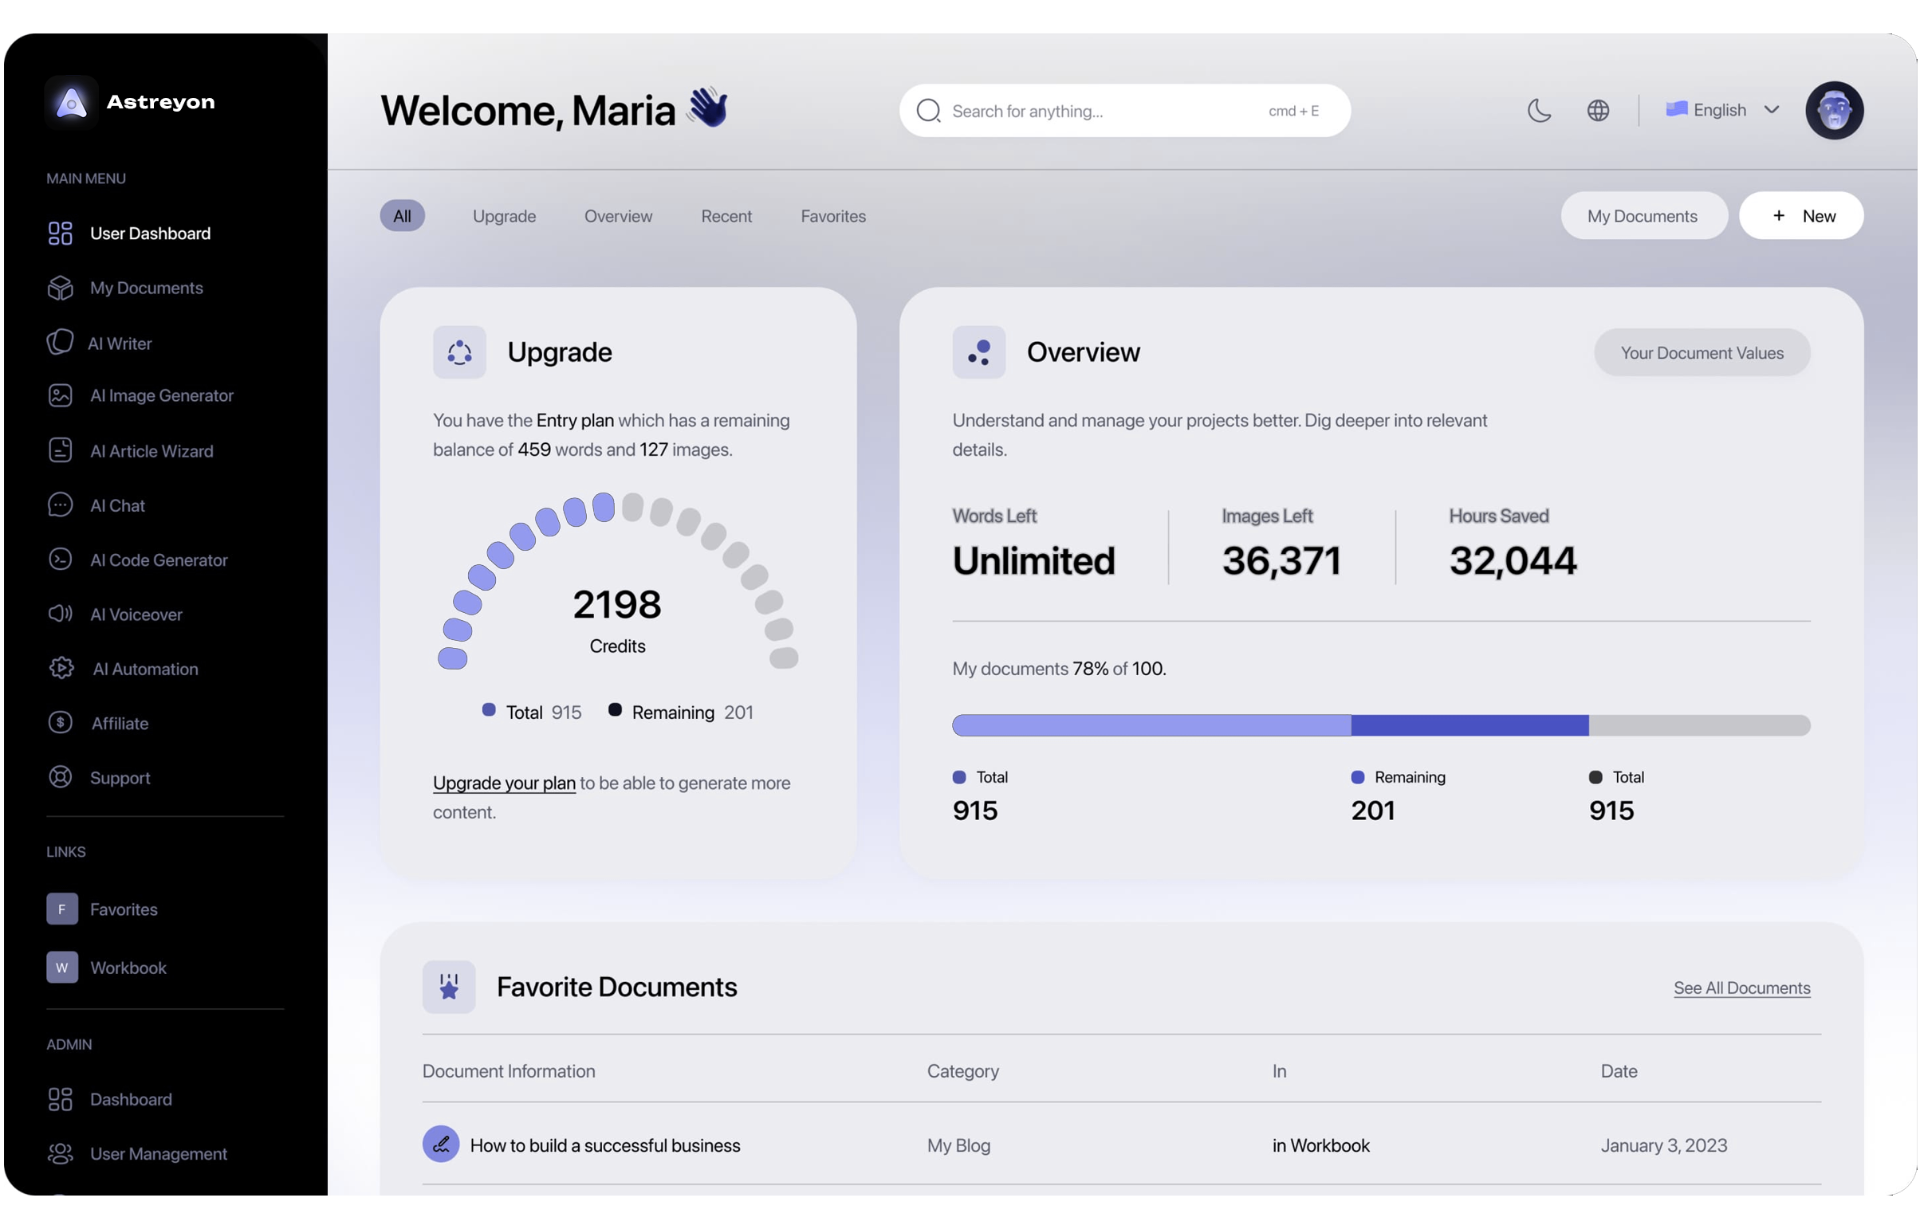 Astreyon
MAIN MENU
User Dashboard
My Documents
AI Writer
AI Image Generator
AI Article Wizard
AI Chat
AI Code Generator
AI Voiceover
AI Automation
Affiliate
Support
LINKS
F Favorites
W Workbook
ADMIN
Dashboard
User Management
Welcome, Maria
Search for anything... cmd + E
English
All Upgrade Overview Recent Favorites
My Documents + New
Upgrade
You have the Entry plan which has a remaining
balance of 459 words and 127 images.
2198
Credits
Total 915 Remaining 201
Upgrade your plan to be able to generate more
content.
Overview
Your Document Values
Understand and manage your projects better. Dig deeper into relevant
details.
Words Left Images Left Hours Saved
Unlimited 36,371 32,044
My documents 78% of 100.
Total Remaining Total
915 201 915
Favorite Documents
See All Documents
Document Information Category In Date
How to build a successful business My Blog in Workbook January 3, 2023